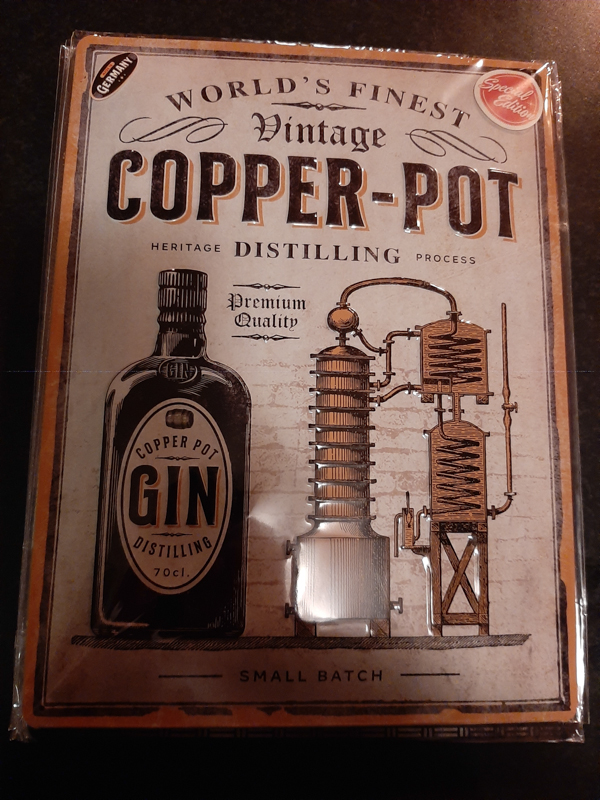 GERMANY
Special
Edition
WORLD'S FINEST
Vintage
COPPER-POT
HERITAGE DISTILLING PROCESS
Premium
Quality
GIN
COPPER POT
GIN
DISTILLING
70cl.
SMALL BATCH